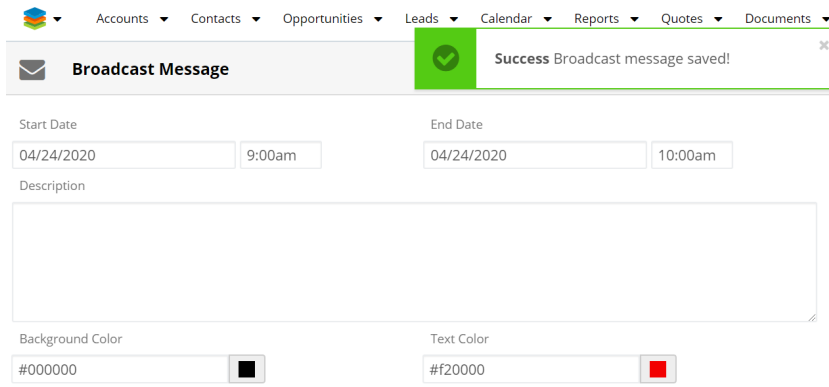 Accounts Contacts Opportunities Leads Calendar Reports Quotes Documents
Success Broadcast message saved!
Broadcast Message
Start Date End Date
04/24/2020 9:00am 04/24/2020 10:00am
Description
Background Color Text Color
#000000 #f20000